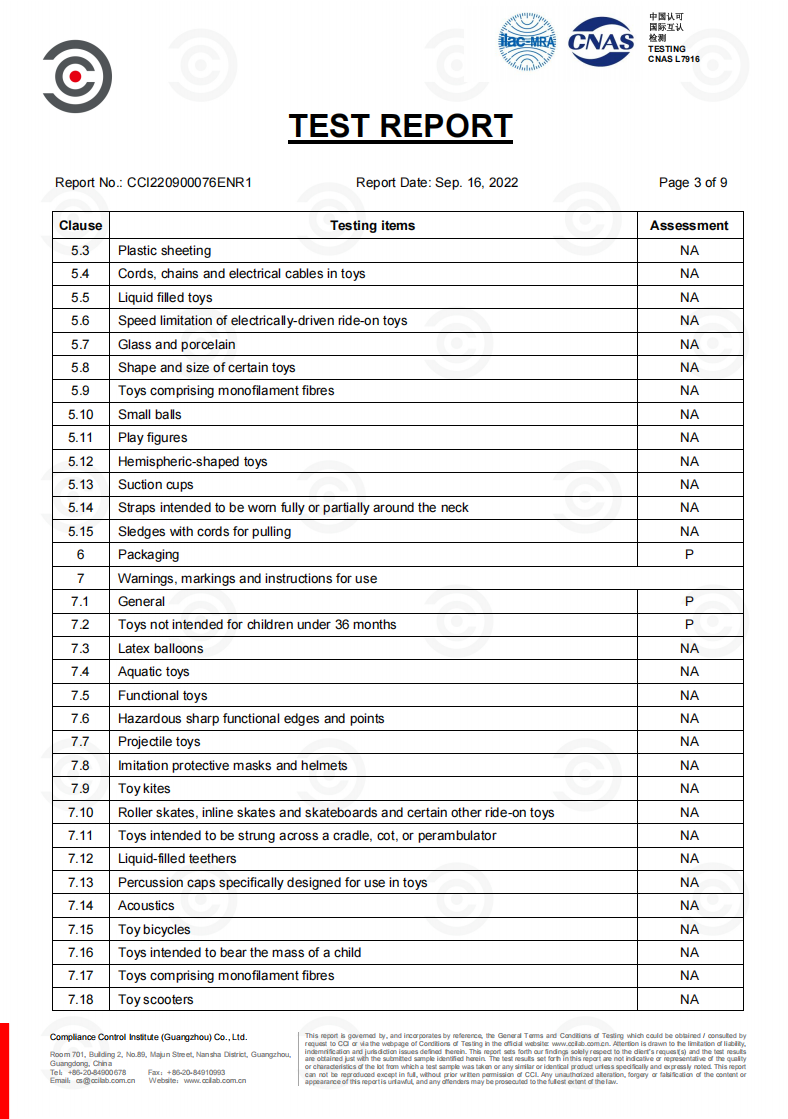 ilac-MRA
CNAS
中国认可
国际互认
检测
TESTING
CNAS L7916
TEST REPORT
Report No.: CCI220900076ENR1 Report Date: Sep. 16, 2022 Page 3 of 9
Clause Testing items Assessment
5.3 Plastic sheeting NA
5.4 Cords, chains and electrical cables in toys NA
5.5 Liquid filled toys NA
5.6 Speed limitation of electrically-driven ride-on toys NA
5.7 Glass and porcelain NA
5.8 Shape and size of certain toys NA
5.9 Toys comprising monofilament fibres NA
5.10 Small balls NA
5.11 Play figures NA
5.12 Hemispheric-shaped toys NA
5.13 Suction cups NA
5.14 Straps intended to be worn fully or partially around the neck NA
5.15 Sledges with cords for pulling NA
6 Packaging P
7 Warnings, markings and instructions for use
7.1 General P
7.2 Toys not intended for children under 36 months P
7.3 Latex balloons NA
7.4 Aquatic toys NA
7.5 Functional toys NA
7.6 Hazardous sharp functional edges and points NA
7.7 Projectile toys NA
7.8 Imitation protective masks and helmets NA
7.9 Toy kites NA
7.10 Roller skates, inline skates and skateboards and certain other ride-on toys NA
7.11 Toys intended to be strung across a cradle, cot, or perambulator NA
7.12 Liquid-filled teethers NA
7.13 Percussion caps specifically designed for use in toys NA
7.14 Acoustics NA
7.15 Toy bicycles NA
7.16 Toys intended to bear the mass of a child NA
7.17 Toys comprising monofilament fibres NA
7.18 Toy scooters NA
Compliance Control Institute (Guangzhou) Co., Ltd.
Room 701, Building 2, No.89, Majun Street, Nansha District, Guangzhou,
Guangdong, China
Tel: +86-20-84900678 Fax: +86-20-84910993
Email: cs@ccilab.com.cn Website: www.ccilab.com.cn
This report is governed by, and incorporates by reference, the General Terms and Conditions of Testing which could be obtained / consulted by
request to CCI or via the webpage of Conditions of Testing in the official website: www.ccilab.com.cn. Attention is drawn to the limitation of liability,
indemnification and jurisdiction issues defined herein. This report sets forth our findings solely respect to the client's request(s) and the test results
are obtained just with the submitted sample identified herein. The test results set forth in this report are not indicative or representative of the quality
or characteristics of the lot from which a test sample was taken or any similar or identical product unless specifically and expressly noted. This report
can not be reproduced except in full, without prior written permission of CCI. Any unauthorized alteration, forgery or falsification of the content or
appearance of this report is unlawful, and any offenders may be prosecuted to the fullest extent of the law.